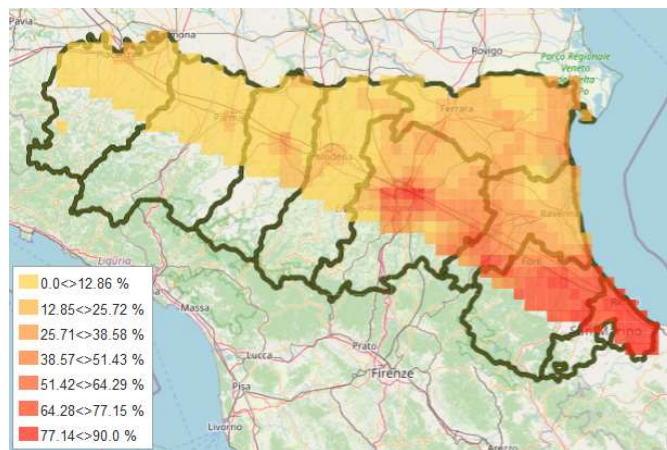 Pavia
Rovigo
Parco Regionale
Veneto
Ferrara
Parma
Modena
Ravenna
Forlì
Liguria
Massa
Lucca
Prato
Pisa
Firenze
Livorno
Arezzo
0.0<>12.86 %
12.85<>25.72 %
25.71<>38.58 %
38.57<>51.43 %
51.42<>64.29 %
64.28<>77.15 %
77.14<>90.0 %